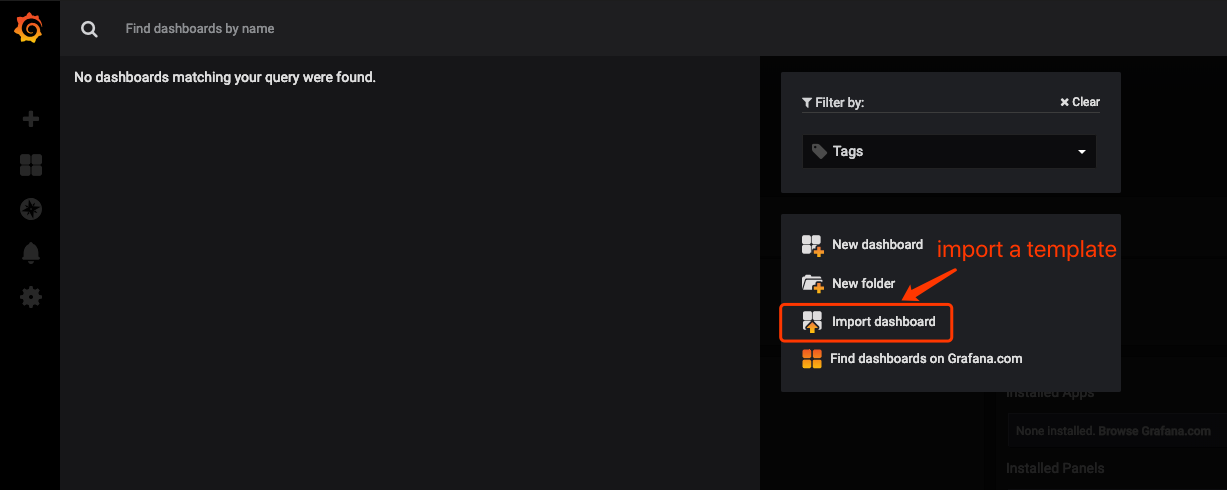 Find dashboards by name
No dashboards matching your query were found.
Filter by:
Clear
Tags
New dashboard
import a template
New folder
Import dashboard
Find dashboards on Grafana.com
Installed Apps
None installed. Browse Grafana.com
Installed Panels